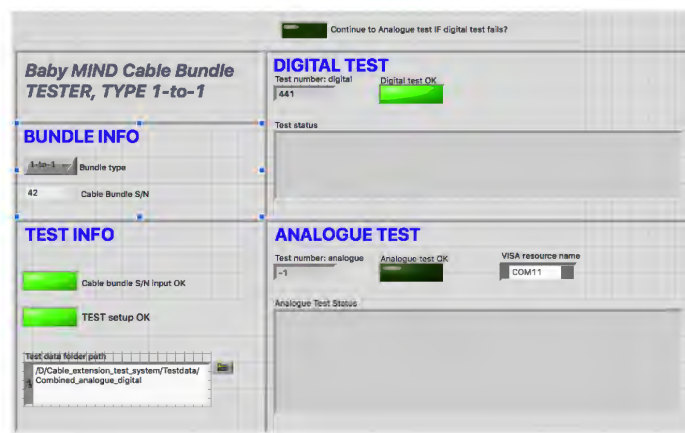 Continue to Analogue test IF digital test fails?
Baby MIND Cable Bundle
TESTER, TYPE 1-to-1
BUNDLE INFO
1-to-1
Bundle type
42
Cable Bundle S/N
TEST INFO
Cable bundle S/N input OK
TEST setup OK
Test data folder path
/D/Cable_extension_test_system/Testdata/
Combined_analogue_digital
DIGITAL TEST
Test number: digital
Digital test OK
441
Test status
ANALOGUE TEST
Test number: analogue
Analogue test OK
VISA resource name
-1
COM11
Analogue Test Status